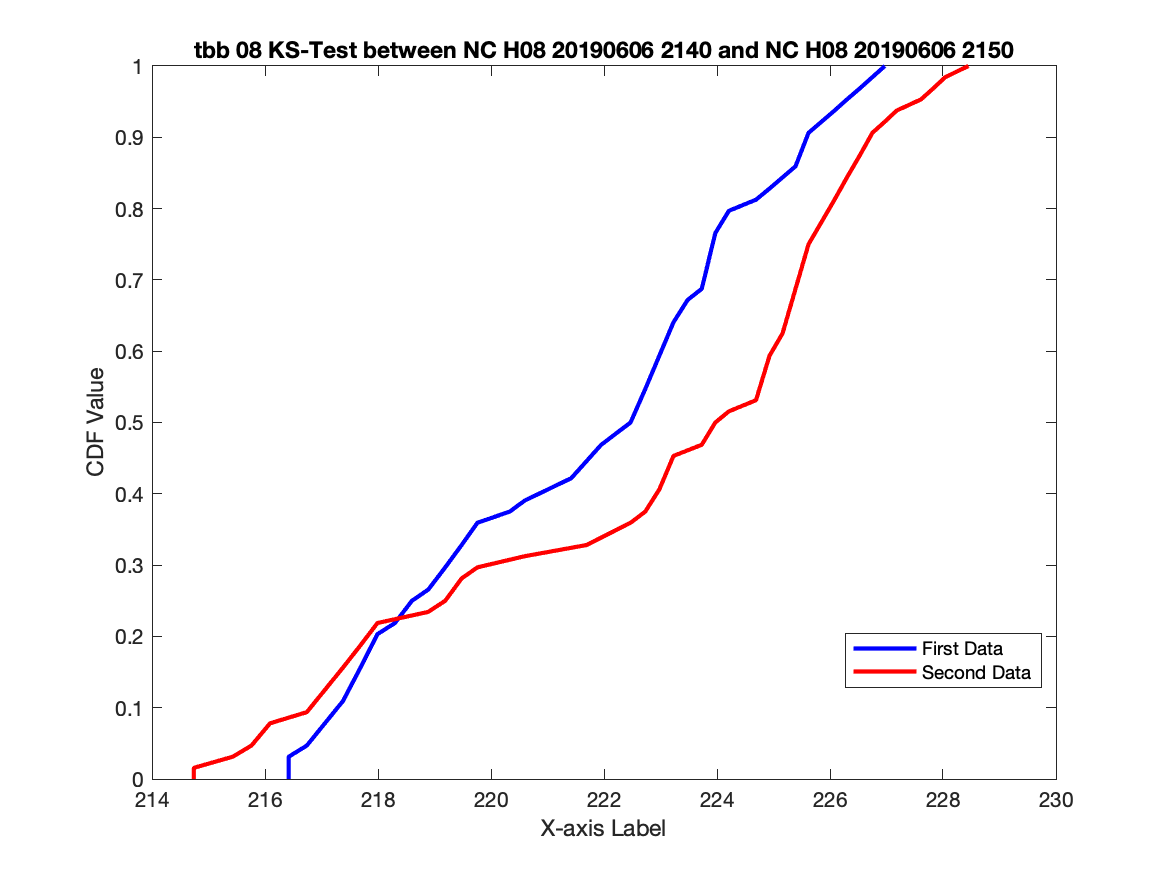 tbb 08 KS-Test between NC H08 20190606 2140 and NC H08 20190606 2150
1
0.9
0.8
0.7
0.6
0.5
0.4
0.3
0.2
0.1
0
CDF Value
First Data
Second Data
214 216 218 220 222 224 226 228 230
X-axis Label